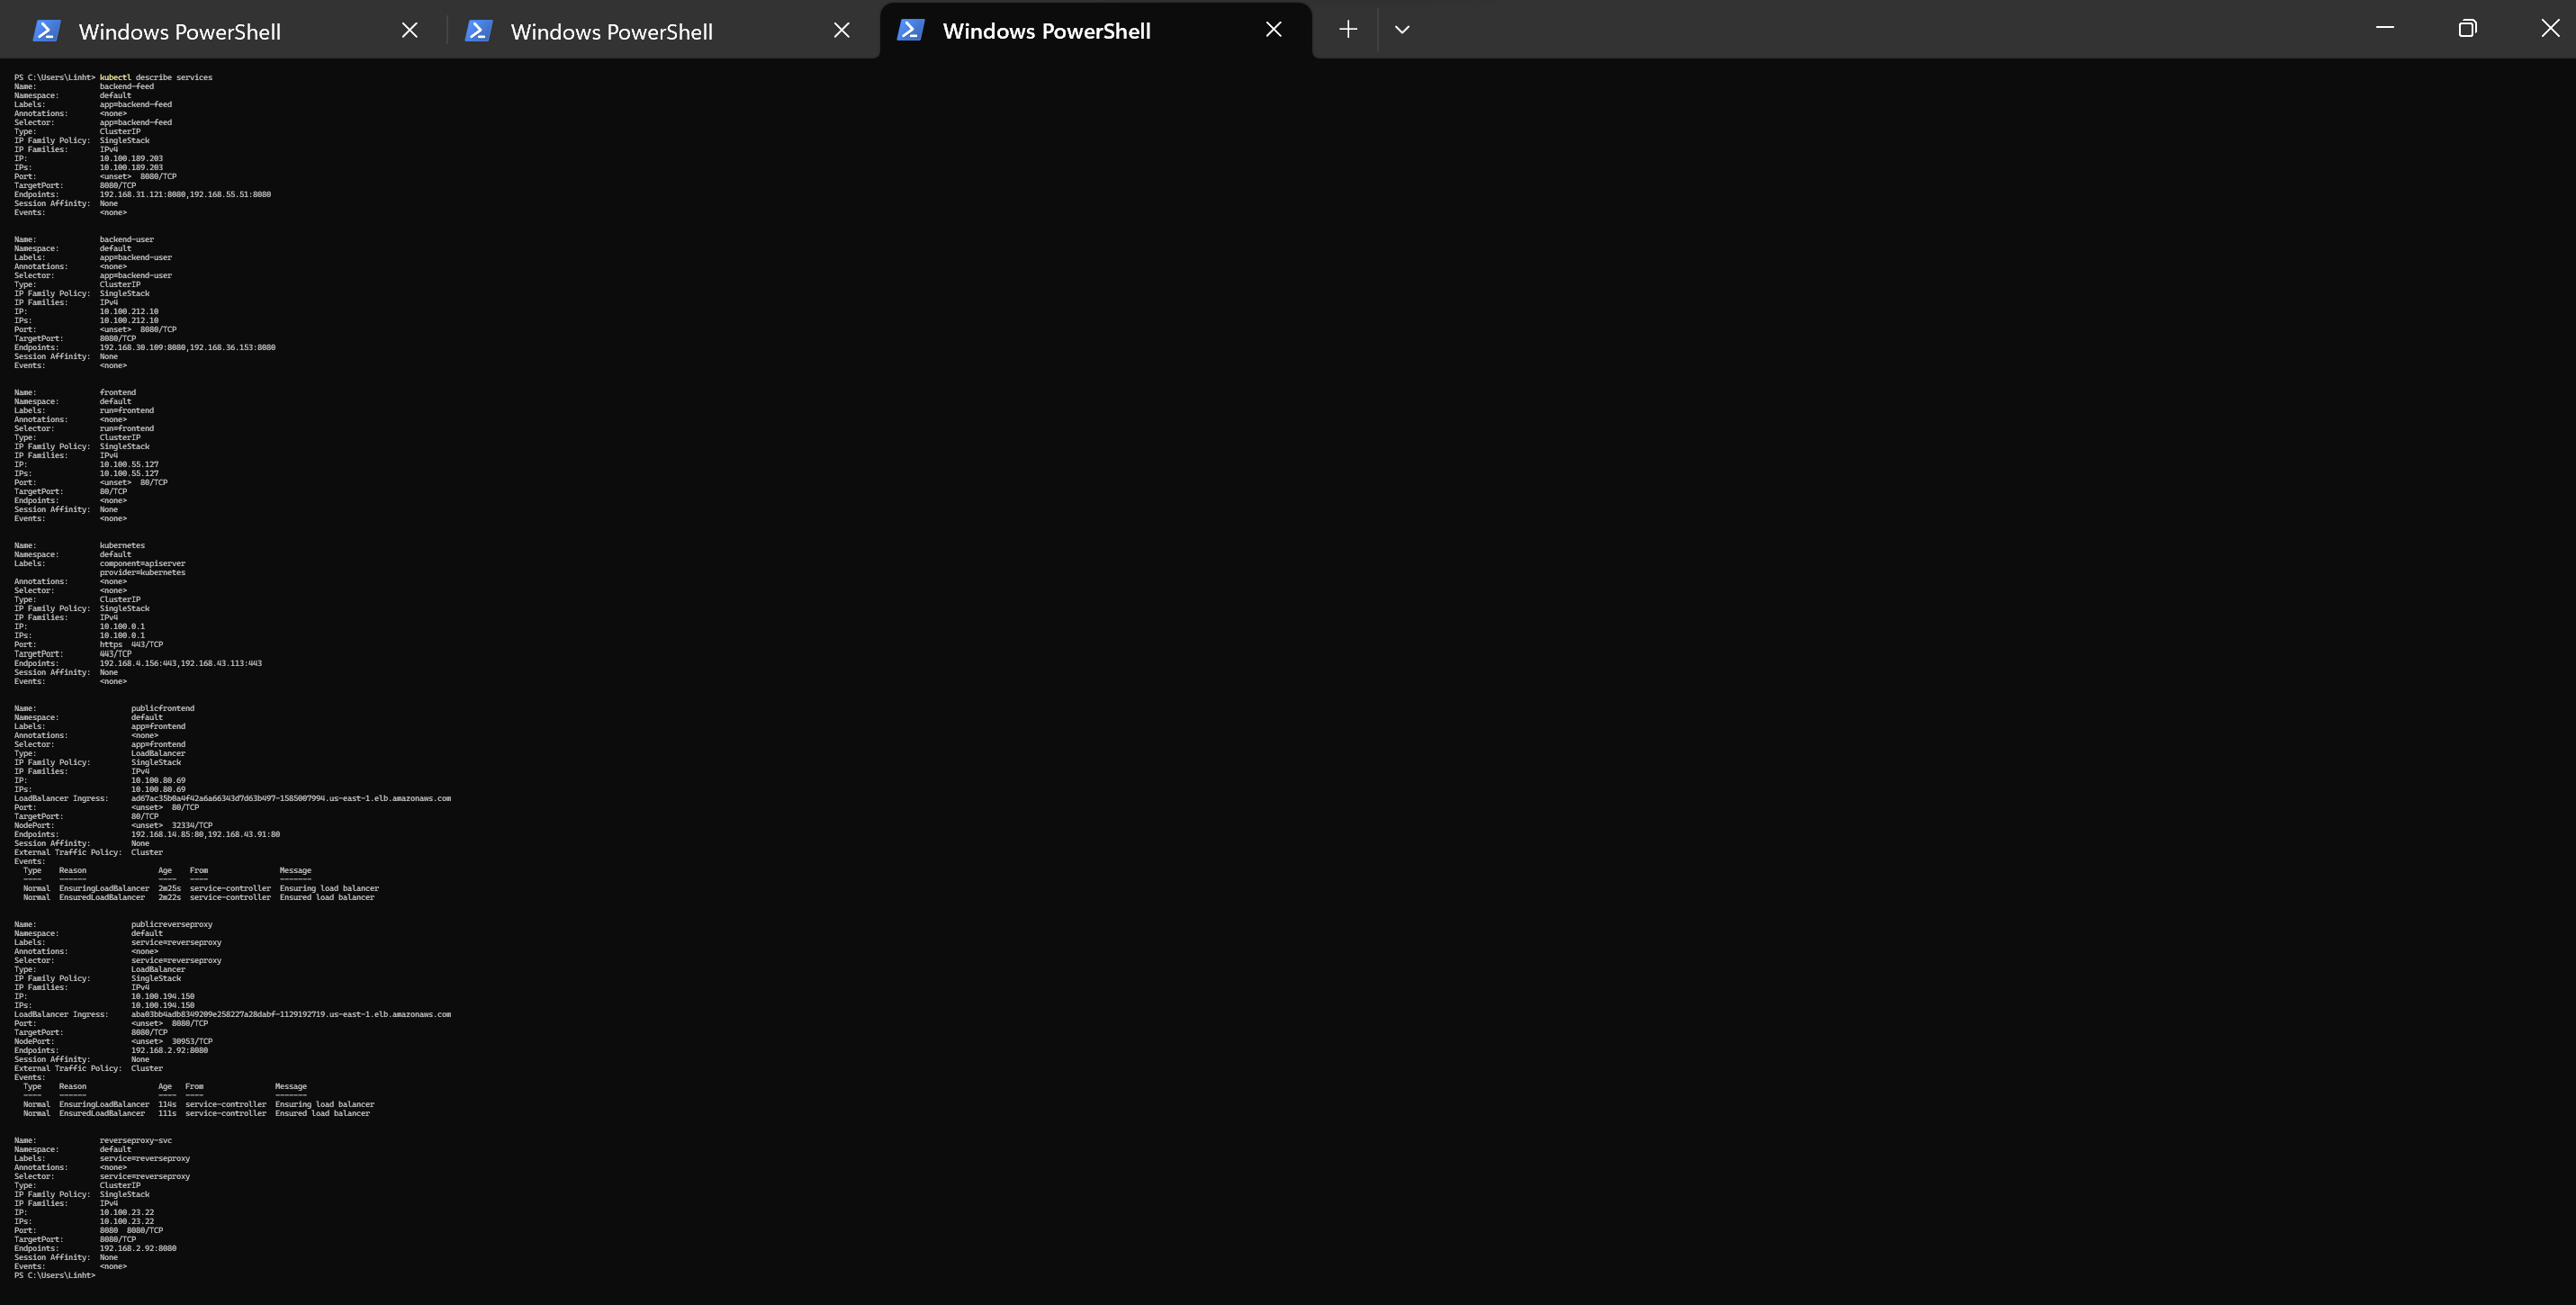 Windows PowerShell
Windows PowerShell
Windows PowerShell
PS C:\Users\Linht> kubectl describe services
Name:              backend-feed
Namespace:         default
Labels:            app=backend-feed
Annotations:       <none>
Selector:          app=backend-feed
Type:              ClusterIP
IP Family Policy:  SingleStack
IP Families:       IPv4
IP:                10.100.189.203
IPs:               10.100.189.203
Port:              <unset>  8080/TCP
TargetPort:        8080/TCP
Endpoints:         192.168.31.121:8080,192.168.55.51:8080
Session Affinity:  None
Events:            <none>
Name:              backend-user
Namespace:         default
Labels:            app=backend-user
Annotations:       <none>
Selector:          app=backend-user
Type:              ClusterIP
IP Family Policy:  SingleStack
IP Families:       IPv4
IP:                10.100.212.10
IPs:               10.100.212.10
Port:              <unset>  8080/TCP
TargetPort:        8080/TCP
Endpoints:         192.168.30.109:8080,192.168.36.153:8080
Session Affinity:  None
Events:            <none>
Name:              frontend
Namespace:         default
Labels:            run=frontend
Annotations:       <none>
Selector:          run=frontend
Type:              ClusterIP
IP Family Policy:  SingleStack
IP Families:       IPv4
IP:                10.100.55.127
IPs:               10.100.55.127
Port:              <unset>  80/TCP
TargetPort:        80/TCP
Endpoints:         <none>
Session Affinity:  None
Events:            <none>
Name:              kubernetes
Namespace:         default
Labels:            component=apiserver
                   provider=kubernetes
Annotations:       <none>
Selector:          <none>
Type:              ClusterIP
IP Family Policy:  SingleStack
IP Families:       IPv4
IP:                10.100.0.1
IPs:               10.100.0.1
Port:              https  443/TCP
TargetPort:        443/TCP
Endpoints:         192.168.4.156:443,192.168.43.113:443
Session Affinity:  None
Events:            <none>
Name:                     publicfrontend
Namespace:                default
Labels:                   app=frontend
Annotations:              <none>
Selector:                 app=frontend
Type:                     LoadBalancer
IP Family Policy:         SingleStack
IP Families:              IPv4
IP:                       10.100.80.69
IPs:                      10.100.80.69
LoadBalancer Ingress:     ad67ac35b0a4f42a6a66343d7d63b497-1585007994.us-east-1.elb.amazonaws.com
Port:                     <unset>  80/TCP
TargetPort:               80/TCP
NodePort:                 <unset>  32334/TCP
Endpoints:                192.168.14.85:80,192.168.43.91:80
Session Affinity:         None
External Traffic Policy:  Cluster
Events:
  Type    Reason                Age    From                Message
  ----    ------                ----   ----                -------
  Normal  EnsuringLoadBalancer  2m25s  service-controller  Ensuring load balancer
  Normal  EnsuredLoadBalancer   2m22s  service-controller  Ensured load balancer
Name:                     publicreverseproxy
Namespace:                default
Labels:                   service=reverseproxy
Annotations:              <none>
Selector:                 service=reverseproxy
Type:                     LoadBalancer
IP Family Policy:         SingleStack
IP Families:              IPv4
IP:                       10.100.194.150
IPs:                      10.100.194.150
LoadBalancer Ingress:     aba03bb4adb8349209e258227a28dabf-1129192719.us-east-1.elb.amazonaws.com
Port:                     <unset>  8080/TCP
TargetPort:               8080/TCP
NodePort:                 <unset>  30953/TCP
Endpoints:                192.168.2.92:8080
Session Affinity:         None
External Traffic Policy:  Cluster
Events:
  Type    Reason                Age   From                Message
  ----    ------                ----  ----                -------
  Normal  EnsuringLoadBalancer  114s  service-controller  Ensuring load balancer
  Normal  EnsuredLoadBalancer   111s  service-controller  Ensured load balancer
Name:              reverseproxy-svc
Namespace:         default
Labels:            service=reverseproxy
Annotations:       <none>
Selector:          service=reverseproxy
Type:              ClusterIP
IP Family Policy:  SingleStack
IP Families:       IPv4
IP:                10.100.23.22
IPs:               10.100.23.22
Port:              8080  8080/TCP
TargetPort:        8080/TCP
Endpoints:         192.168.2.92:8080
Session Affinity:  None
Events:            <none>
PS C:\Users\Linht>